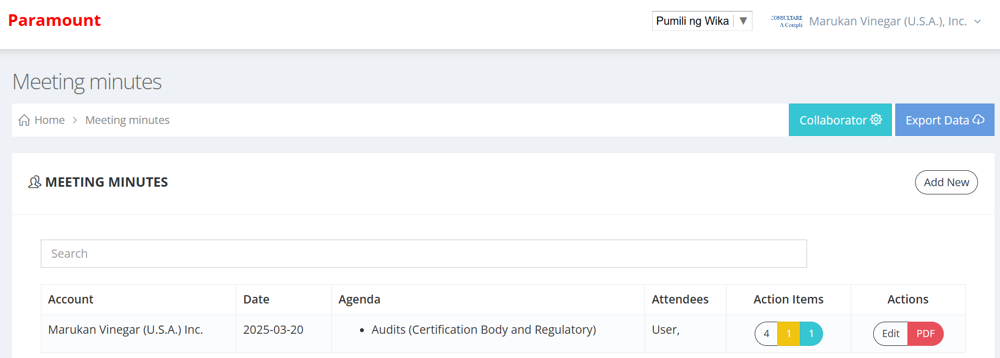 Paramount
Pumili ng Wika ▼
CONSULTARE
A Compli
Marukan Vinegar (U.S.A.), Inc.
Meeting minutes
Home > Meeting minutes
Collaborator
Export Data
MEETING MINUTES
Add New
Search
Account Date Agenda Attendees Action Items Actions
Marukan Vinegar (U.S.A.) Inc. 2025-03-20 • Audits (Certification Body and Regulatory) User, 4 1 1 Edit PDF